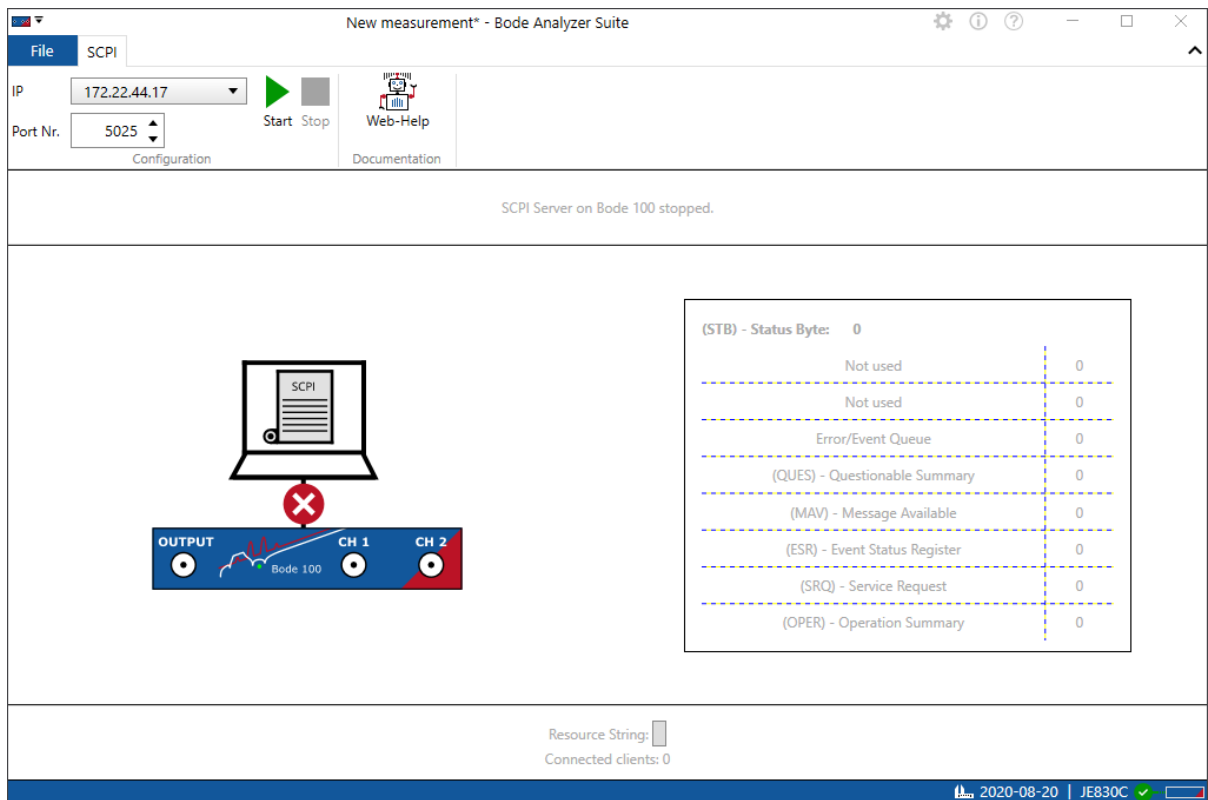 New measurement* - Bode Analyzer Suite
File SCPI
IP 172.22.44.17
Port Nr. 5025
Start Stop
Web-Help
Configuration Documentation
SCPI Server on Bode 100 stopped.
SCPI
OUTPUT CH 1 CH 2
Bode 100
(STB) - Status Byte: 0
Not used 0
Not used 0
Error/Event Queue 0
(QUES) - Questionable Summary 0
(MAV) - Message Available 0
(ESR) - Event Status Register 0
(SRQ) - Service Request 0
(OPER) - Operation Summary 0
Resource String:
Connected clients: 0
2020-08-20 | JE830C